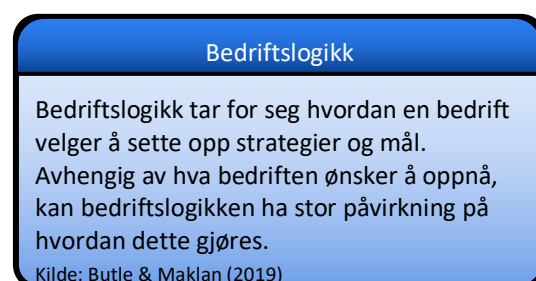 Bedriftslogikk
Bedriftslogikk tar for seg hvordan en bedrift
velger å sette opp strategier og mål.
Avhengig av hva bedriften ønsker å oppnå,
kan bedriftslogikken ha stor påvirkning på
hvordan dette gjøres.
Kilde: Butle & Maklan (2019)